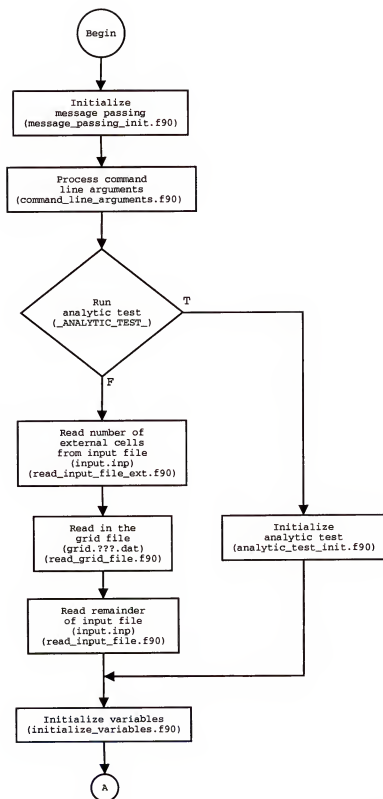 Begin
Initialize
message passing
(message_passing_init.f90)
Process command
line arguments
(command_line_arguments.f90)
Run
analytic test
(_ANALYTIC_TEST_)
T
F
Read number of
external cells
from input file
(input.inp)
(read_input_file_ext.f90)
Read in the
grid file
(grid.???.dat)
(read_grid_file.f90)
Initialize
analytic test
(analytic_test_init.f90)
Read remainder
of input file
(input.inp)
(read_input_file.f90)
Initialize variables
(initialize_variables.f90)
A